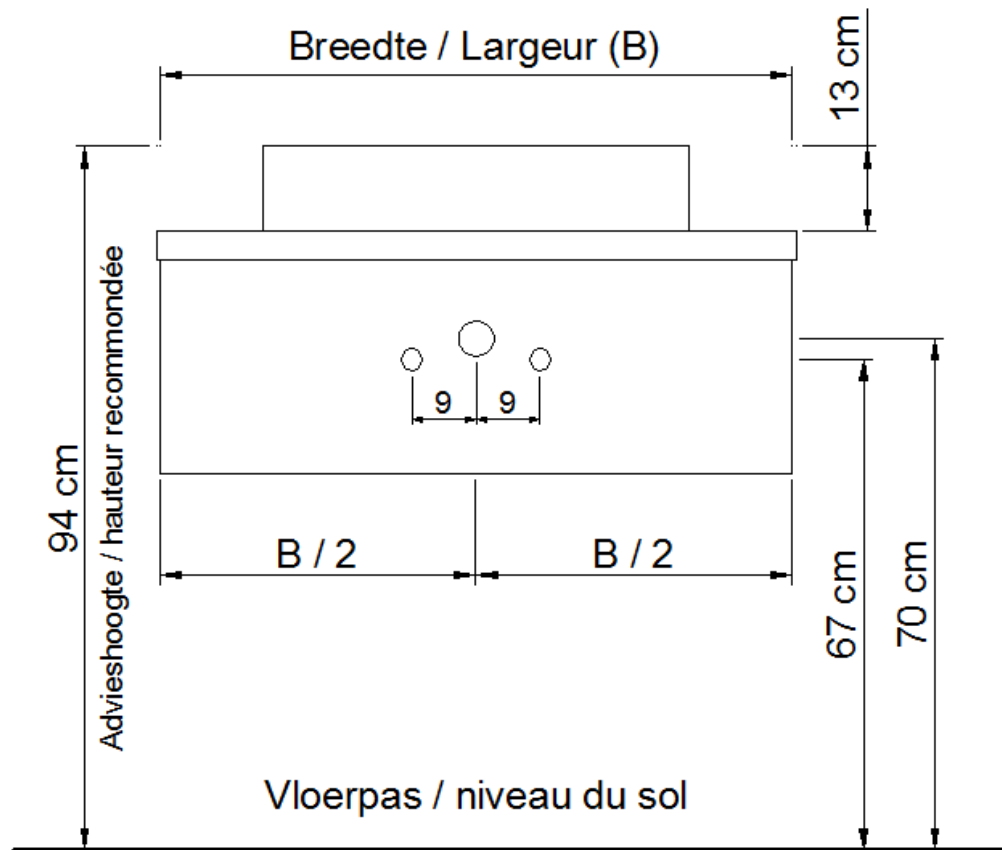 Breedte / Largeur (B)
13 cm
94 cm
Advieshoogte / hauteur recommondée
9
9
B / 2
B / 2
67 cm
70 cm
Vloerpas / niveau du sol